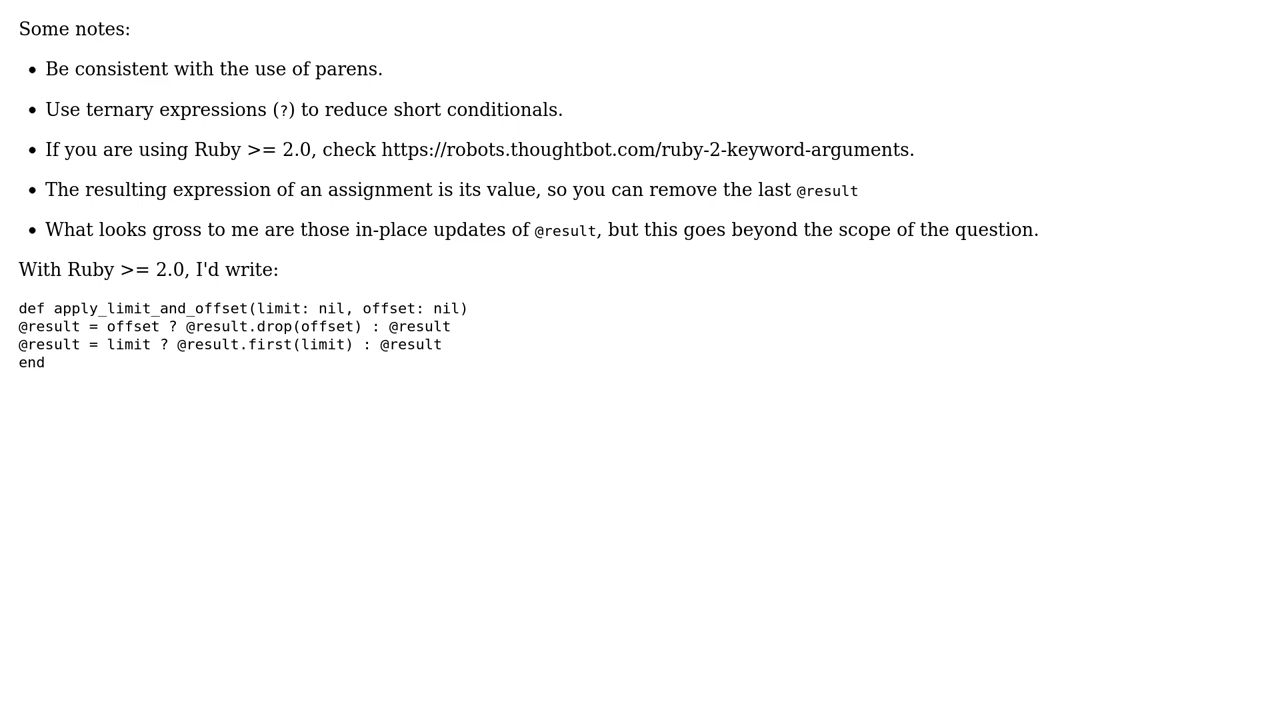 Some notes:
• Be consistent with the use of parens.
• Use ternary expressions (?) to reduce short conditionals.
• If you are using Ruby >= 2.0, check https://robots.thoughtbot.com/ruby-2-keyword-arguments.
• The resulting expression of an assignment is its value, so you can remove the last @result
• What looks gross to me are those in-place updates of @result, but this goes beyond the scope of the question.
With Ruby >= 2.0, I'd write:
def apply_limit_and_offset(limit: nil, offset: nil)
@result = offset ? @result.drop(offset) : @result
@result = limit ? @result.first(limit) : @result
end